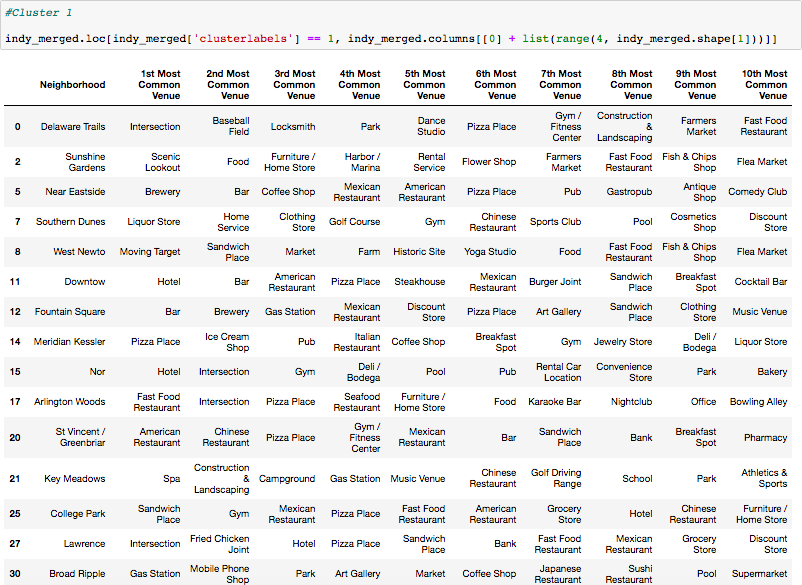 #Cluster 1
indy_merged.loc[indy_merged['clusterlabels'] == 1, indy_merged.columns[[0] + list(range(4, indy_merged.shape[1]))]]
Neighborhood 1st Most Common Venue 2nd Most Common Venue 3rd Most Common Venue 4th Most Common Venue 5th Most Common Venue 6th Most Common Venue 7th Most Common Venue 8th Most Common Venue 9th Most Common Venue 10th Most Common Venue
0 Delaware Trails Intersection Baseball Field Locksmith Park Dance Studio Pizza Place Gym / Fitness Center Construction & Landscaping Farmers Market Fast Food Restaurant
2 Sunshine Gardens Scenic Lookout Food Furniture / Home Store Harbor / Marina Rental Service Flower Shop Farmers Market Fast Food Restaurant Fish & Chips Shop Flea Market
5 Near Eastside Brewery Bar Coffee Shop Mexican Restaurant American Restaurant Pizza Place Pub Gastropub Antique Shop Comedy Club
7 Southern Dunes Liquor Store Home Service Clothing Store Golf Course Gym Chinese Restaurant Sports Club Pool Cosmetics Shop Discount Store
8 West Newto Moving Target Sandwich Place Market Farm Historic Site Yoga Studio Food Fast Food Restaurant Fish & Chips Shop Flea Market
11 Downtow Hotel Bar American Restaurant Pizza Place Steakhouse Mexican Restaurant Burger Joint Sandwich Place Breakfast Spot Cocktail Bar
12 Fountain Square Bar Brewery Gas Station Mexican Restaurant Discount Store Pizza Place Art Gallery Sandwich Place Clothing Store Music Venue
14 Meridian Kessler Pizza Place Ice Cream Shop Pub Italian Restaurant Coffee Shop Breakfast Spot Gym Jewelry Store Deli / Bodega Liquor Store
15 Nor Hotel Intersection Gym Deli / Bodega Pool Pub Rental Car Location Convenience Store Park Bakery
17 Arlington Woods Fast Food Restaurant Intersection Pizza Place Seafood Restaurant Furniture / Home Store Food Karaoke Bar Nightclub Office Bowling Alley
20 St Vincent / Greenbriar American Restaurant Chinese Restaurant Pizza Place Gym / Fitness Center Mexican Restaurant Bar Sandwich Place Bank Breakfast Spot Pharmacy
21 Key Meadows Spa Construction & Landscaping Campground Gas Station Music Venue Chinese Restaurant Golf Driving Range School Park Athletics & Sports
25 College Park Sandwich Place Gym Mexican Restaurant Pizza Place Fast Food Restaurant American Restaurant Grocery Store Hotel Chinese Restaurant Furniture / Home Store
27 Lawrence Intersection Fried Chicken Joint Hotel Pizza Place Sandwich Place Bank Fast Food Restaurant Mexican Restaurant Grocery Store Discount Store
30 Broad Ripple Gas Station Mobile Phone Shop Park Art Gallery Market Coffee Shop Japanese Restaurant Sushi Restaurant Pool Supermarket